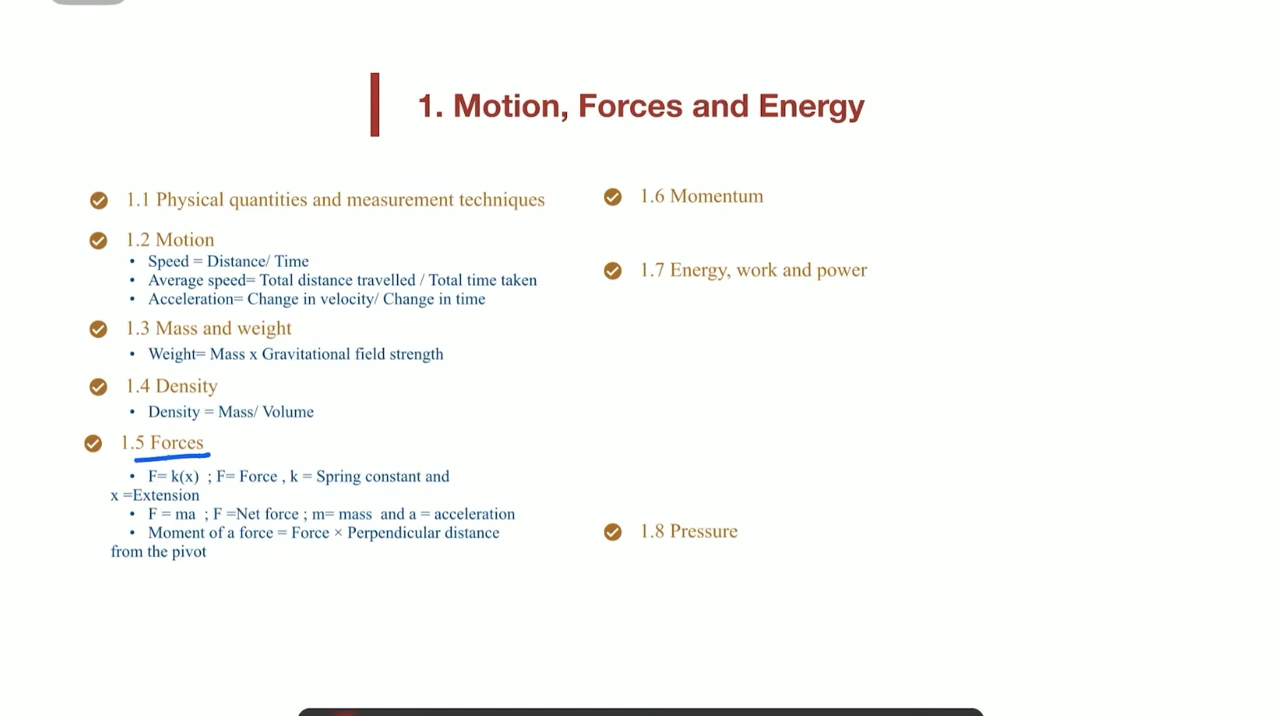 1. Motion, Forces and Energy
1.1 Physical quantities and measurement techniques
1.2 Motion
• Speed = Distance/ Time
• Average speed= Total distance travelled / Total time taken
• Acceleration= Change in velocity/ Change in time
1.3 Mass and weight
• Weight= Mass x Gravitational field strength
1.4 Density
• Density = Mass/ Volume
1.5 Forces
• F= k(x) ; F= Force , k = Spring constant and
x =Extension
• F = ma ; F =Net force ; m= mass and a = acceleration
• Moment of a force = Force × Perpendicular distance
from the pivot
1.6 Momentum
1.7 Energy, work and power
1.8 Pressure